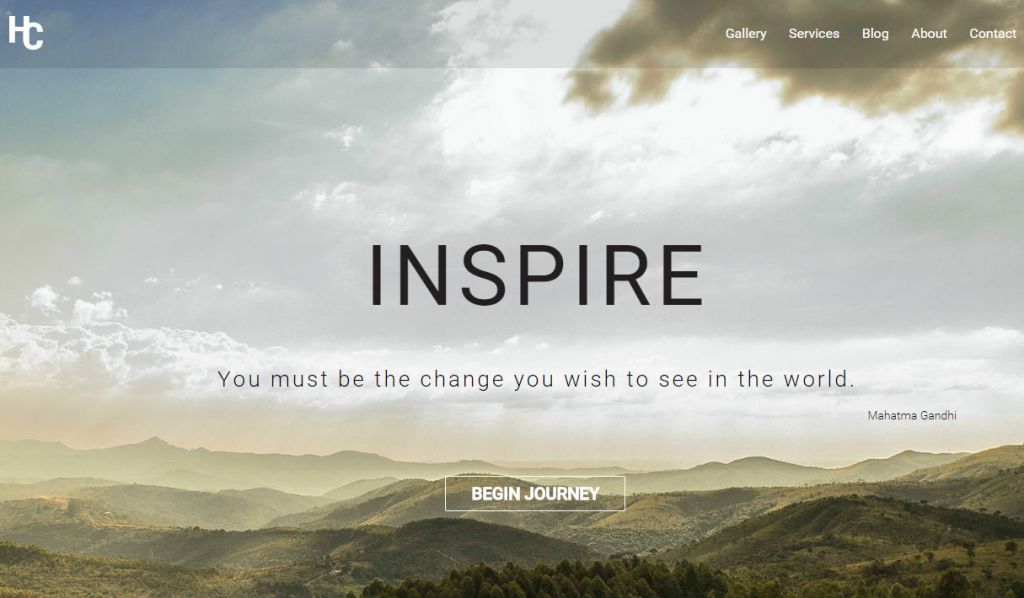 HC
Gallery Services Blog About Contact
INSPIRE
You must be the change you wish to see in the world.
Mahatma Gandhi
BEGIN JOURNEY